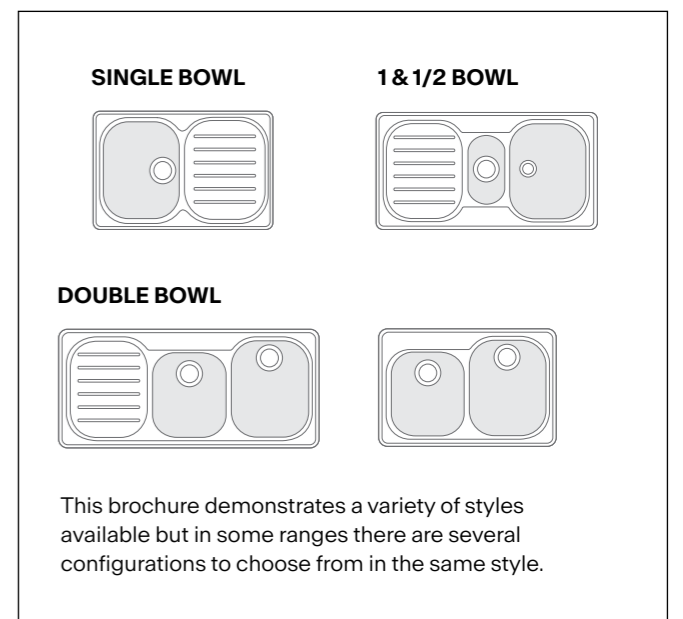 SINGLE BOWL
1 & 1/2 BOWL
DOUBLE BOWL
This brochure demonstrates a variety of styles
available but in some ranges there are several
configurations to choose from in the same style.